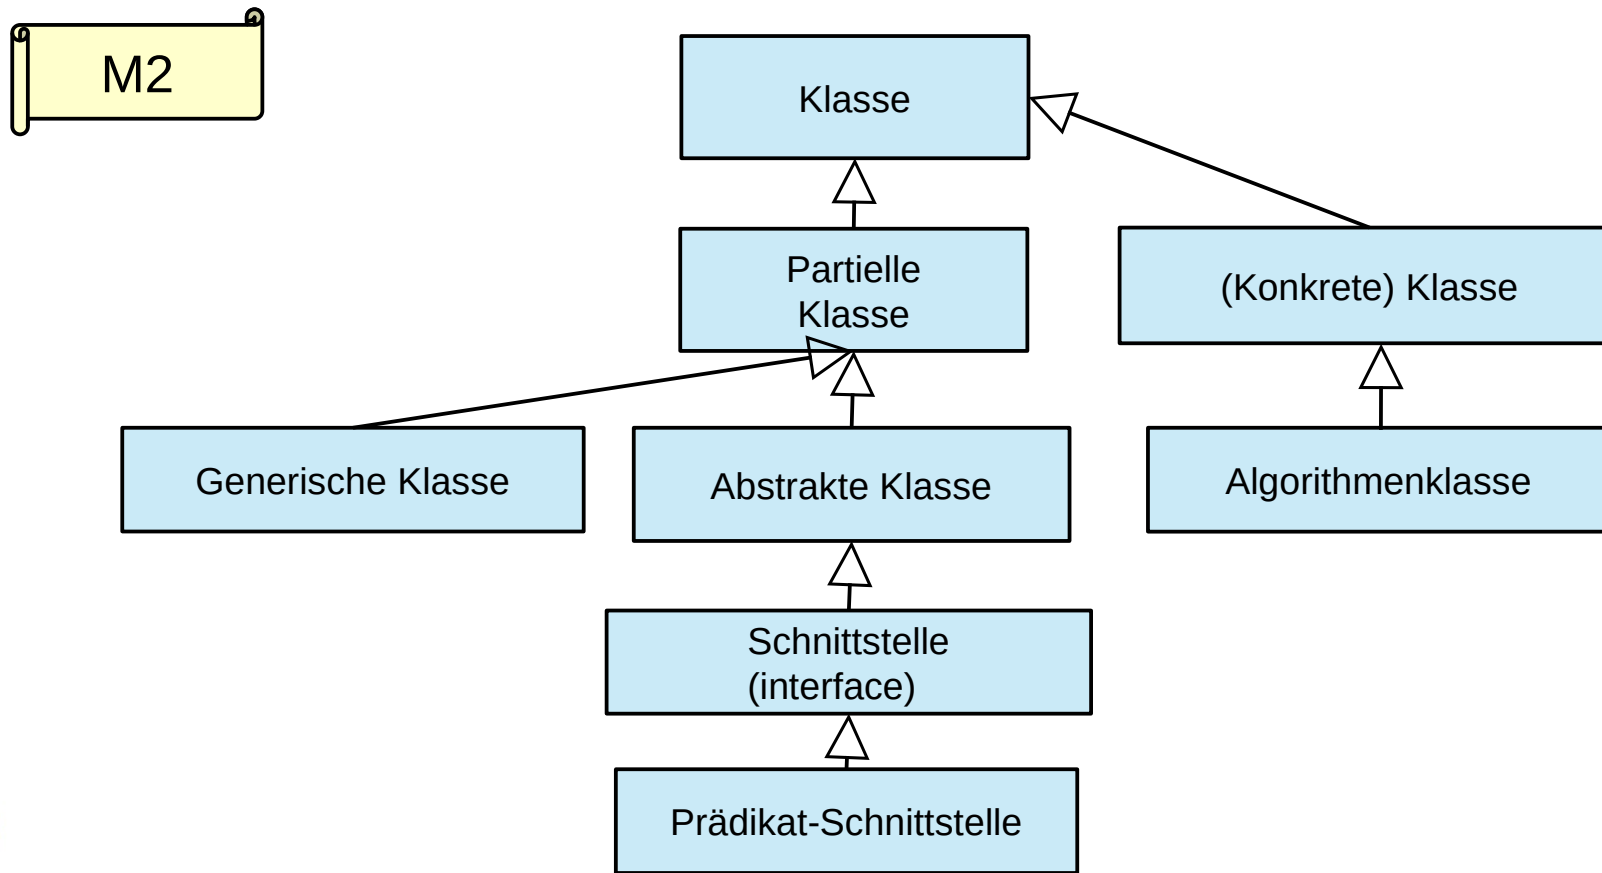 M2
Klasse
Partielle
Klasse
(Konkrete) Klasse
Generische Klasse
Abstrakte Klasse
Algorithmenklasse
Schnittstelle
(interface)
Prädikat-Schnittstelle